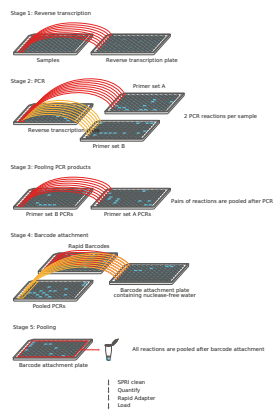 Stage 1: Reverse transcription
Samples
Reverse transcription plate
Stage 2: PCR
Primer set A
2 PCR reactions per sample
Reverse transcription
Primer set B
Stage 3: Pooling PCR products
Pairs of reactions are pooled after PCR
Primer set B PCRs
Primer set A PCRs
Stage 4: Barcode attachment
Rapid Barcodes
Barcode attachment plate
containing nuclease-free water
Pooled PCRs
Stage 5: Pooling
All reactions are pooled after barcode attachment
Barcode attachment plate
SPRI clean
Quantify
Rapid Adapter
Load